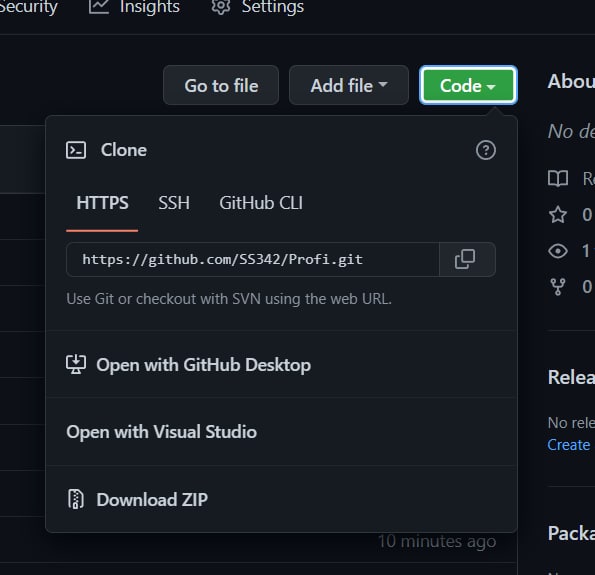 Security Insights Settings
Go to file Add file Code
Clone
HTTPS SSH GitHub CLI
https://github.com/SS342/Profi.git
Use Git or checkout with SVN using the web URL.
Open with GitHub Desktop
Open with Visual Studio
Download ZIP
10 minutes ago
Abou
No de
R
0
1
0
Relea
No rele
Create
Packa